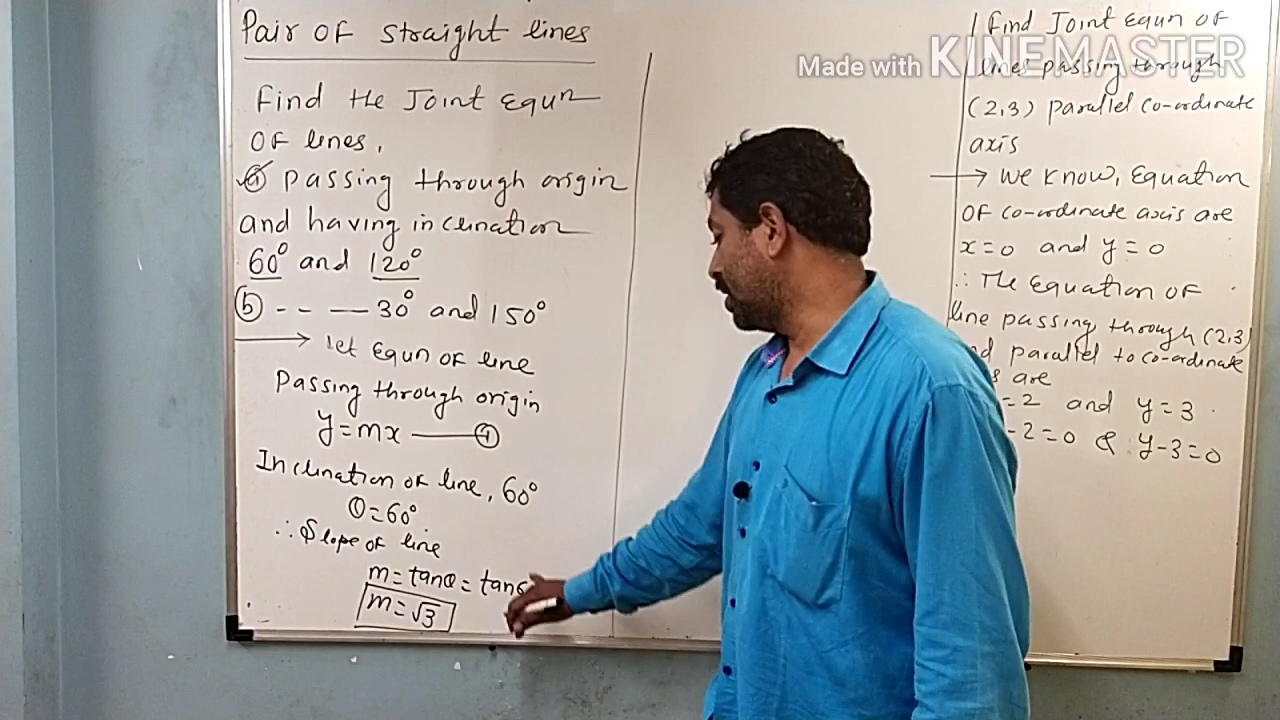 Pair of straight lines
Find the Joint Equn
of lines,
a) passing through origin
and having inclination
60° and 120°
b) - - — 30° and 150°
→ Let Equn of line
Passing through origin
y=mx —— 1
Inclination of line, 60°
θ=60°
∴ Slope of line
m=tanθ= tan6
m=√3
Made with KINEMASTER
Find Joint Equn of
lines passing through
(2,3) parallel co-ordinate
axis
→ We know, Equation
of co-ordinate axis are
x=0 and y=0
∴ The Equation of
line passing through (2,3)
parallel to co-ordinate
are
=2 and y=3.
-2=0 & y-3=0